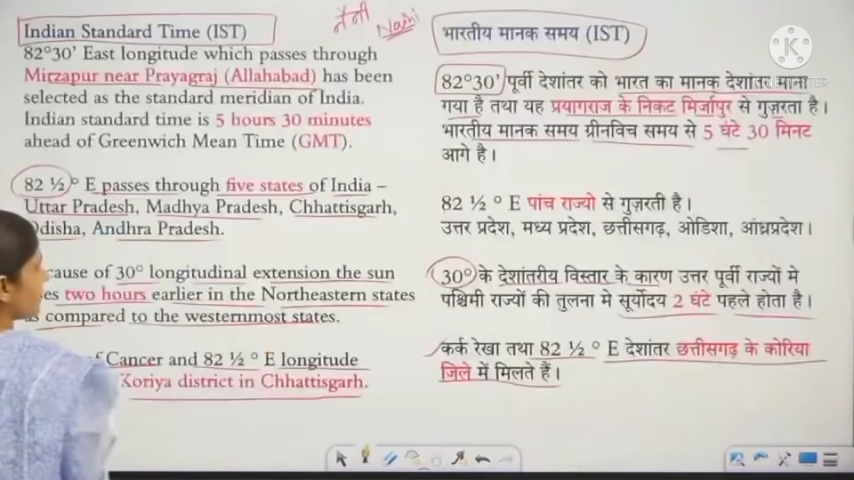 Indian Standard Time (IST)
82°30' East longitude which passes through
Mirzapur near Prayagraj (Allahabad) has been
selected as the standard meridian of India.
Indian standard time is 5 hours 30 minutes
ahead of Greenwich Mean Time (GMT).
82 ½ ° E passes through five states of India –
Uttar Pradesh, Madhya Pradesh, Chhattisgarh,
Odisha, Andhra Pradesh.
cause of 30° longitudinal extension the sun
two hours earlier in the Northeastern states
as compared to the westernmost states.
of Cancer and 82 ½ ° E longitude
Koriya district in Chhattisgarh.
नैनी
Naini
भारतीय मानक समय (IST)
82°30' पूर्वी देशांतर को भारत का मानक देशांतर माना
गया है तथा यह प्रयागराज के निकट मिर्जापुर से गुज़रता है।
भारतीय मानक समय ग्रीनविच समय से 5 घंटे 30 मिनट
आगे है।
82 ½ ° E पांच राज्यो से गुज़रती है।
उत्तर प्रदेश, मध्य प्रदेश, छत्तीसगढ़, ओडिशा, आंध्रप्रदेश।
30° के देशांतरीय विस्तार के कारण उत्तर पूर्वी राज्यों मे
पश्चिमी राज्यों की तुलना मे सूर्योदय 2 घंटे पहले होता है।
कर्क रेखा तथा 82 ½ ° E देशांतर छत्तीसगढ़ के कोरिया
जिले में मिलते हैं।
K